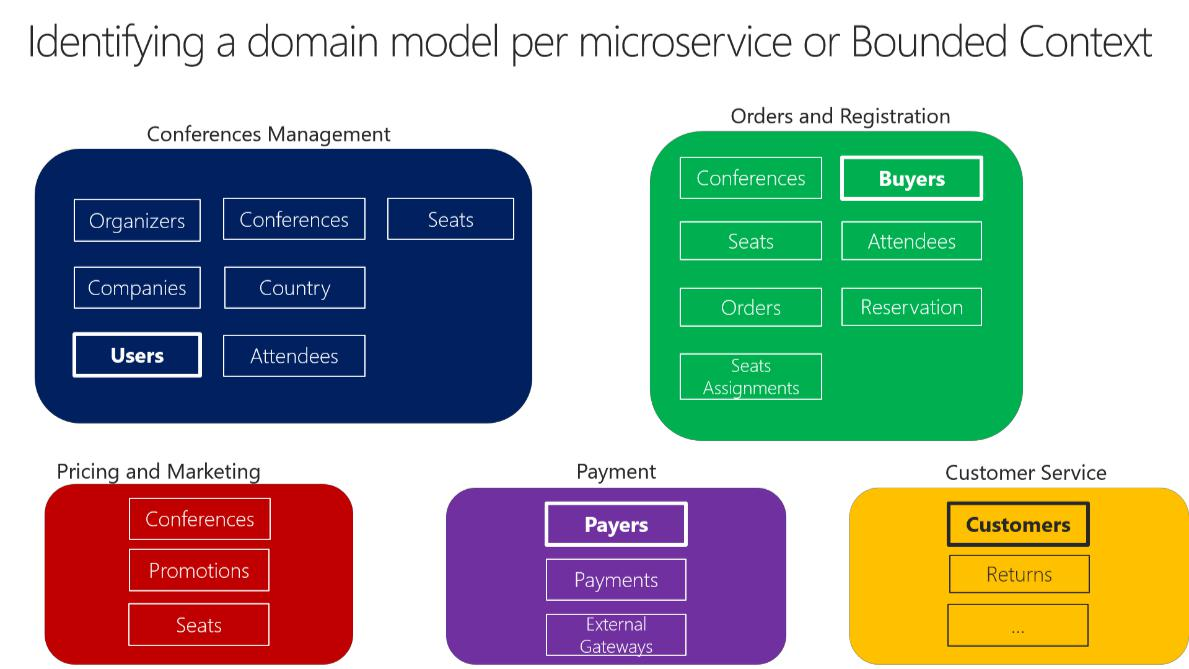 Identifying a domain model per microservice or Bounded Context
Conferences Management
Organizers
Conferences
Seats
Companies
Country
Users
Attendees
Orders and Registration
Conferences
Buyers
Seats
Attendees
Orders
Reservation
Seats
Assignments
Pricing and Marketing
Conferences
Promotions
Seats
Payment
Payers
Payments
External
Gateways
Customer Service
Customers
Returns
...